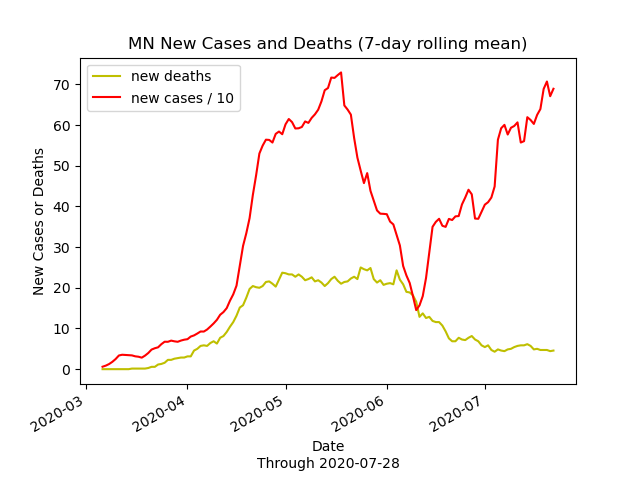 MN New Cases and Deaths (7-day rolling mean)
new deaths
new cases / 10
New Cases or Deaths
70
60
50
40
30
20
10
0
2020-03
2020-04
2020-05
2020-06
2020-07
Date
Through 2020-07-28